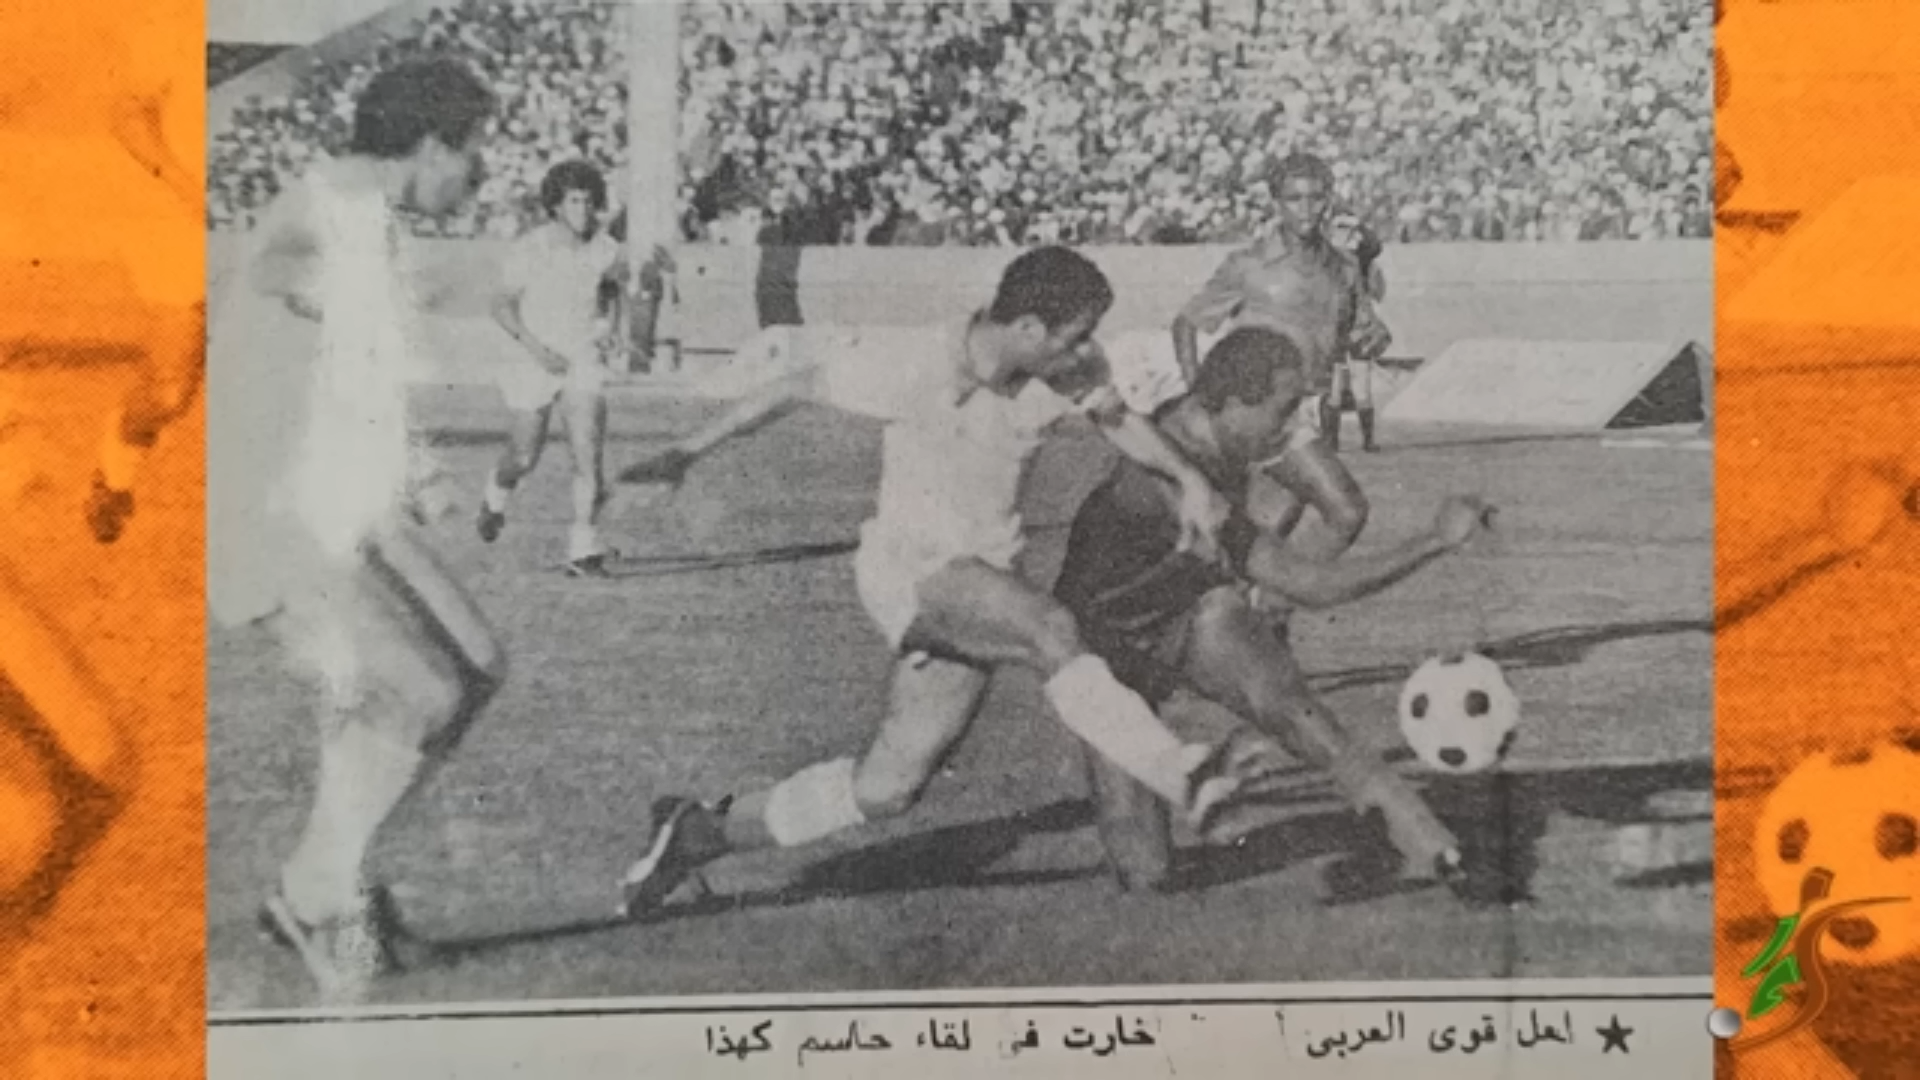 ★ لعل قوى العربى خارت فى لقاء حاسم كهذا